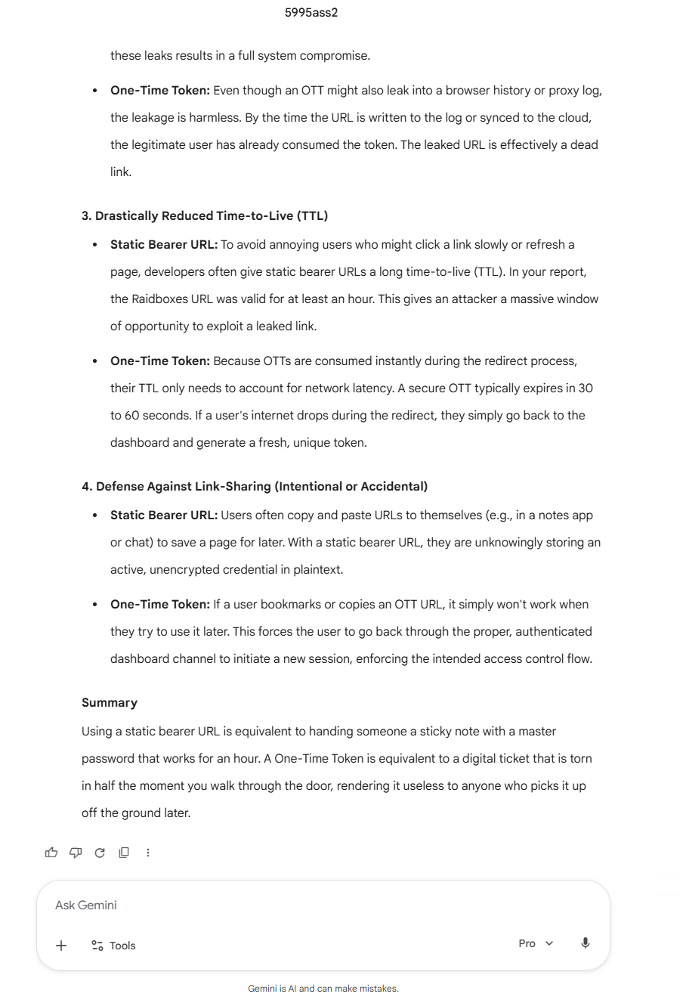 5995ass2
these leaks results in a full system compromise.
• One-Time Token: Even though an OTT might also leak into a browser history or proxy log,
the leakage is harmless. By the time the URL is written to the log or synced to the cloud,
the legitimate user has already consumed the token. The leaked URL is effectively a dead
link.
3. Drastically Reduced Time-to-Live (TTL)
• Static Bearer URL: To avoid annoying users who might click a link slowly or refresh a
page, developers often give static bearer URLs a long time-to-live (TTL). In your report,
the Raidboxes URL was valid for at least an hour. This gives an attacker a massive window
of opportunity to exploit a leaked link.
• One-Time Token: Because OTTs are consumed instantly during the redirect process,
their TTL only needs to account for network latency. A secure OTT typically expires in 30
to 60 seconds. If a user's internet drops during the redirect, they simply go back to the
dashboard and generate a fresh, unique token.
4. Defense Against Link-Sharing (Intentional or Accidental)
• Static Bearer URL: Users often copy and paste URLs to themselves (e.g., in a notes app
or chat) to save a page for later. With a static bearer URL, they are unknowingly storing an
active, unencrypted credential in plaintext.
• One-Time Token: If a user bookmarks or copies an OTT URL, it simply won't work when
they try to use it later. This forces the user to go back through the proper, authenticated
dashboard channel to initiate a new session, enforcing the intended access control flow.
Summary
Using a static bearer URL is equivalent to handing someone a sticky note with a master
password that works for an hour. A One-Time Token is equivalent to a digital ticket that is torn
in half the moment you walk through the door, rendering it useless to anyone who picks it up
off the ground later.
Ask Gemini
Tools
Pro
Gemini is AI and can make mistakes.